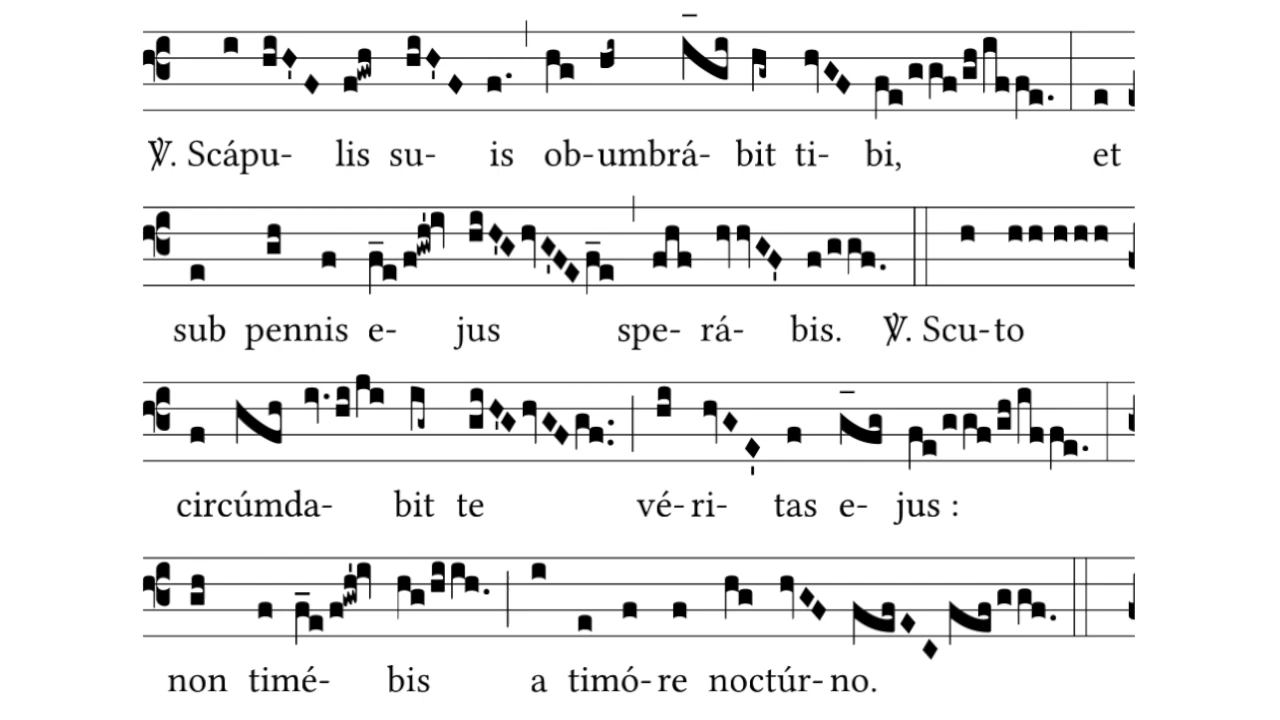 ℣. Scápu- lis su- is ob-umbrá- bit ti- bi, et
sub pennis e- jus spe- rá- bis. ℣. Scu-to
circúmda- bit te vé-ri- tas e- jus :
non timé- bis a timó-re noctúr-no.